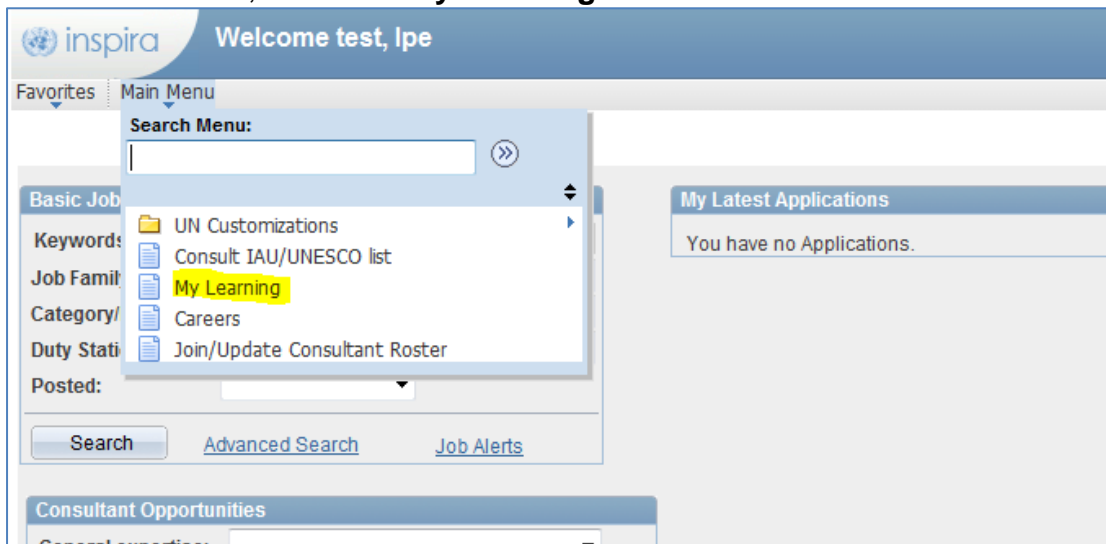 inspira Welcome test, lpe
Favorites Main Menu
Search Menu:
UN Customizations
Consult IAU/UNESCO list
My Learning
Careers
Join/Update Consultant Roster
Basic Job
Keywords
Job Famil
Category/
Duty Stati
Posted:
Search Advanced Search Job Alerts
My Latest Applications
You have no Applications.
Consultant Opportunities